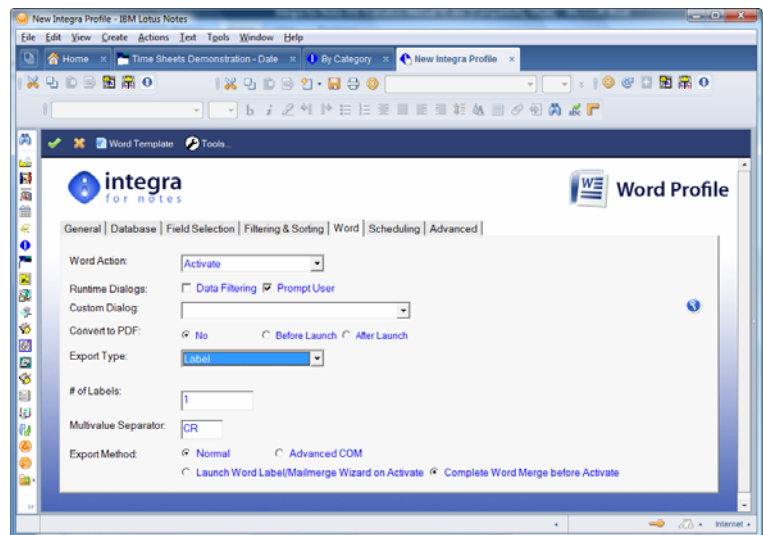 New Integra Profile - IBM Lotus Notes
File Edit View Create Actions Text Tools Window Help
Home Time Sheets Demonstration - Date By Category New Integra Profile
Word Template Tools...
integra
for notes
Word Profile
General Database Field Selection Filtering & Sorting Word Scheduling Advanced
Word Action: Activate
Runtime Dialogs: Data Filtering Prompt User
Custom Dialog:
Convert to PDF: No Before Launch After Launch
Export Type: Label
# of Labels: 1
Multivalue Separator: CR
Export Method: Normal Advanced COM
Launch Word Label/Mailmerge Wizard on Activate Complete Word Merge before Activate
Internet